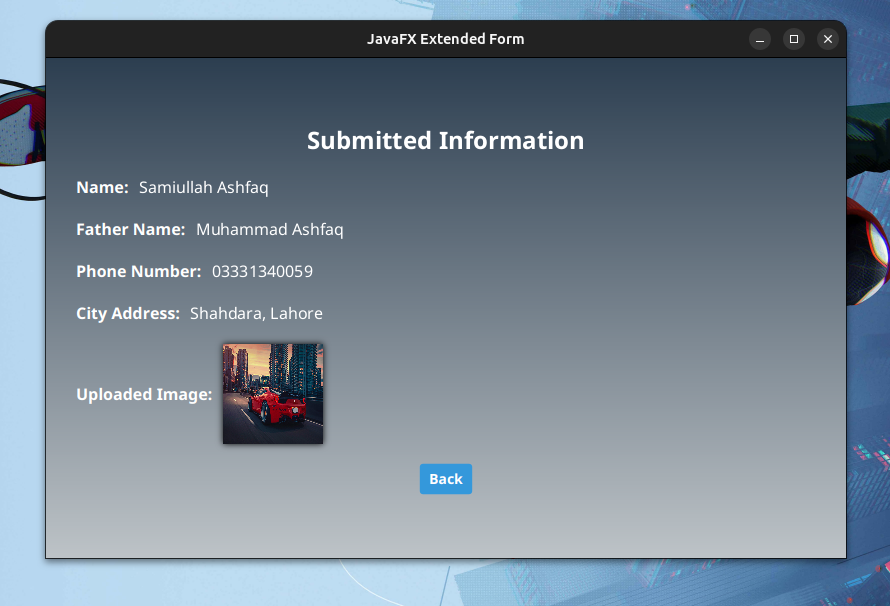 JavaFX Extended Form
Submitted Information
Name: Samiullah Ashfaq
Father Name: Muhammad Ashfaq
Phone Number: 03331340059
City Address: Shahdara, Lahore
Uploaded Image:
Back